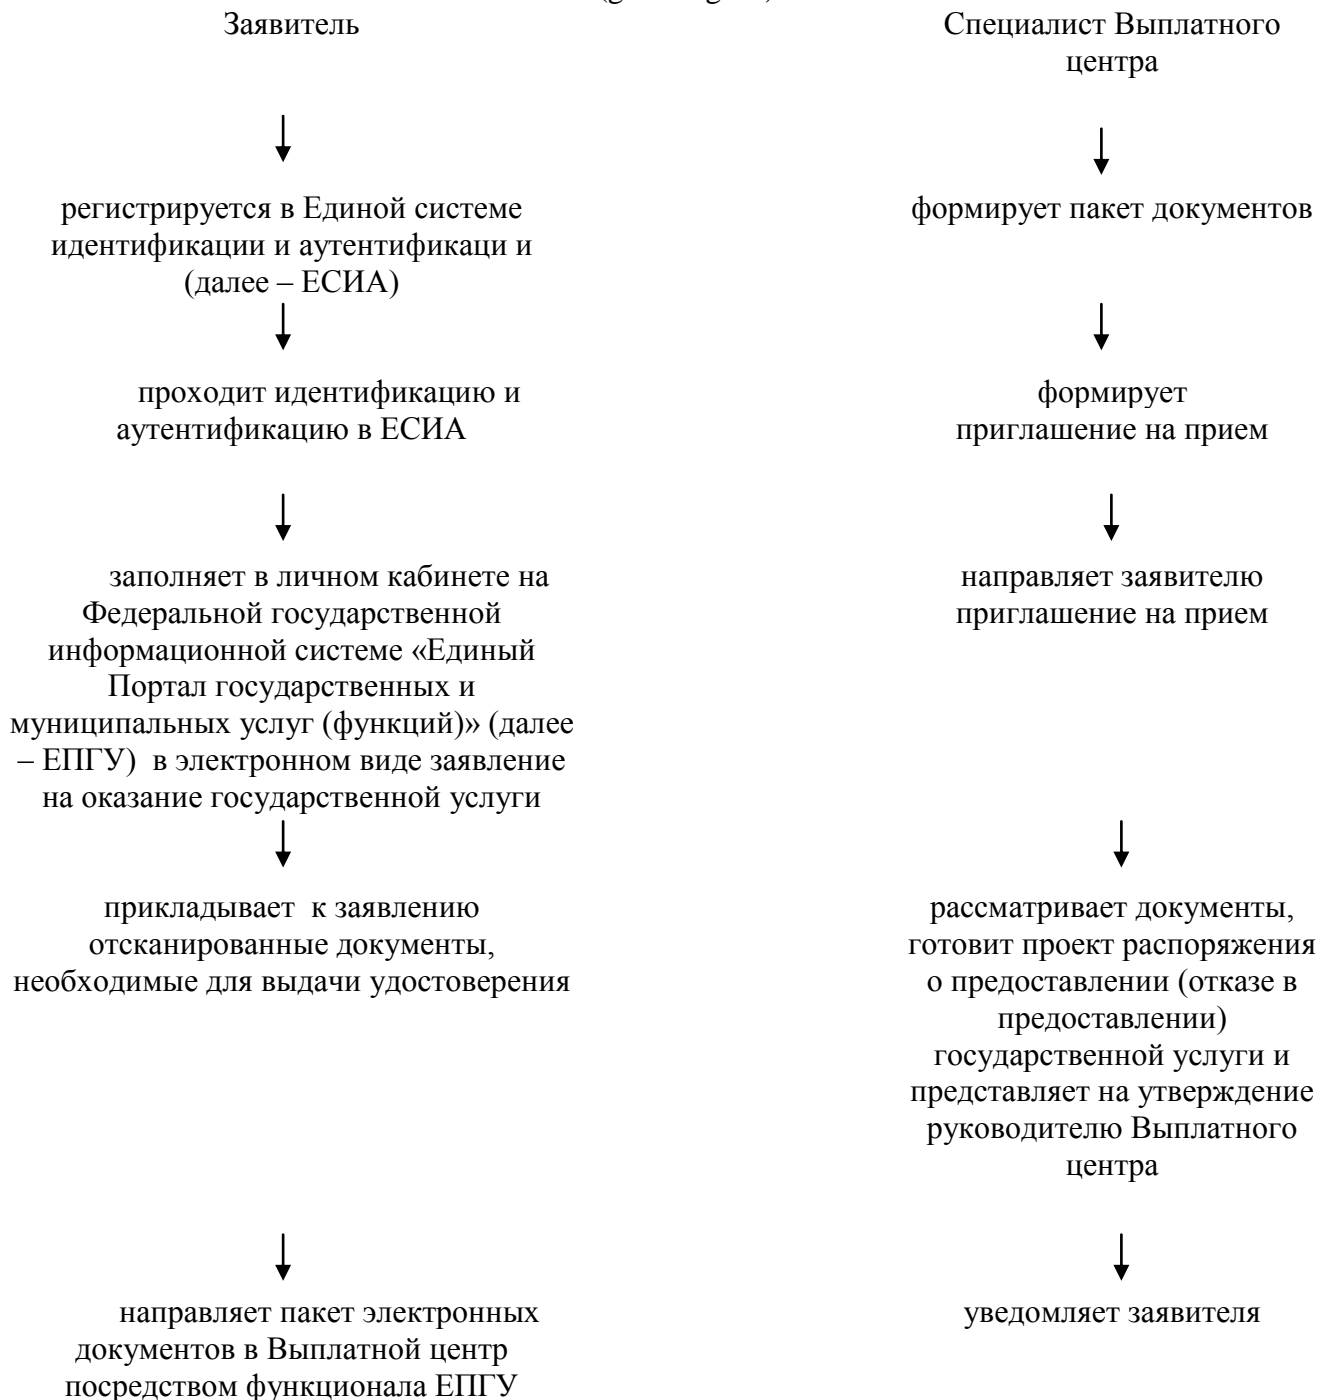 Заявитель
регистрируется в Единой системе
идентификации и аутентификаци и
(далее – ЕСИА)
проходит идентификацию и
аутентификацию в ЕСИА
заполняет в личном кабинете на
Федеральной государственной
информационной системе «Единый
Портал государственных и
муниципальных услуг (функций)» (далее
– ЕПГУ) в электронном виде заявление
на оказание государственной услуги
прикладывает к заявлению
отсканированные документы,
необходимые для выдачи удостоверения
направляет пакет электронных
документов в Выплатной центр
посредством функционала ЕПГУ
Специалист Выплатного
центра
формирует пакет документов
формирует
приглашение на прием
направляет заявителю
приглашение на прием
рассматривает документы,
готовит проект распоряжения
о предоставлении (отказе в
предоставлении)
государственной услуги и
представляет на утверждение
руководителю Выплатного
центра
уведомляет заявителя